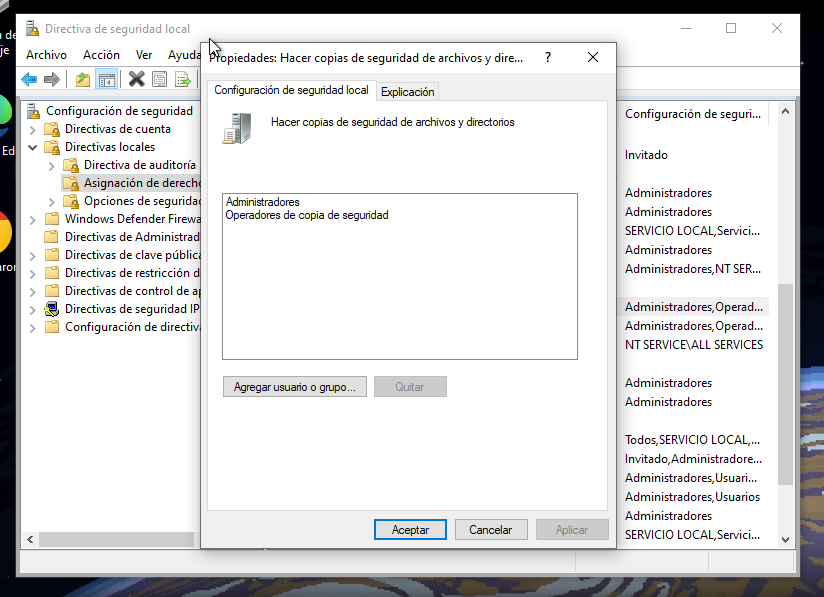 Directiva de seguridad local
Archivo Acción Ver Ayuda
Propiedades: Hacer copias de seguridad de archivos y dire...
?
Configuración de seguridad local
Explicación
Hacer copias de seguridad de archivos y directorios
Administradores
Operadores de copia de seguridad
Agregar usuario o grupo...
Quitar
Aceptar
Cancelar
Aplicar
Configuración de seguridad
Directivas de cuenta
Directivas locales
Directiva de auditoría
Asignación de derecho
Opciones de seguridad
Windows Defender Firewa
Directivas de Administrad
Directivas de clave pública
Directivas de restricción d
Directivas de control de ap
Directivas de seguridad IP
Configuración de directiva
Configuración de seguri...
Invitado
Administradores
Administradores
SERVICIO LOCAL,Servici...
Administradores
Administradores,NT SER...
Administradores,Operad...
Administradores,Operad...
NT SERVICE\ALL SERVICES
Administradores
Administradores
Todos,SERVICIO LOCAL,...
Invitado,Administradore...
Administradores,Usuari...
Administradores,Usuarios
Administradores
SERVICIO LOCAL,Servici...